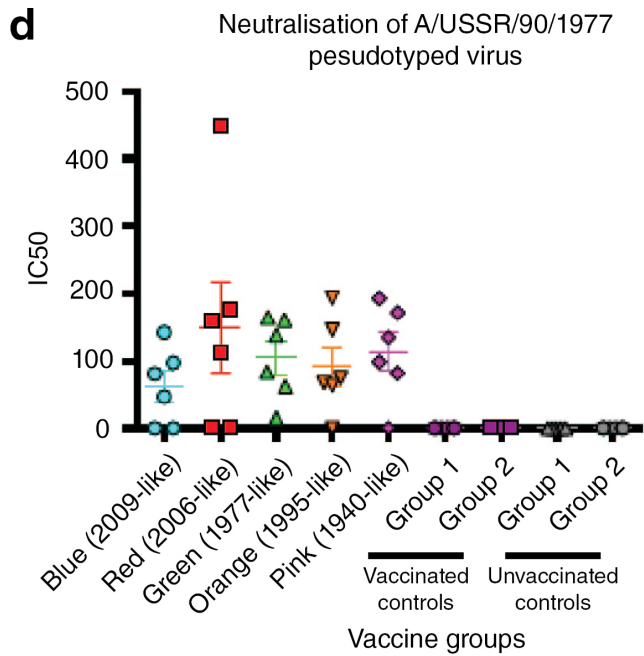 d
Neutralisation of A/USSR/90/1977
pesudotyped virus
500
400
300
200
100
0
IC50
Blue (2009-like)
Red (2006-like)
Green (1977-like)
Orange (1995-like)
Pink (1940-like)
Group 1
Group 2
Group 1
Group 2
Vaccinated
controls
Unvaccinated
controls
Vaccine groups